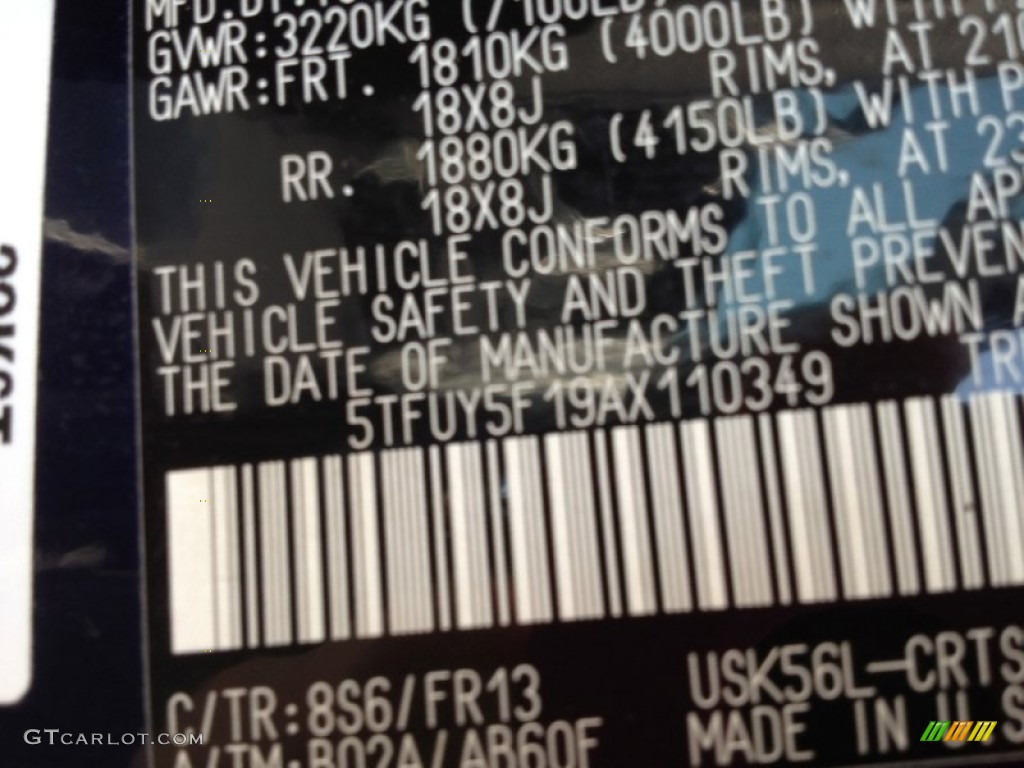 GVWR:3220KG
GAWR:FRT. 1810KG (4000LB) WITH
18X8J RIMS, AT 210
RR. 1880KG (4150LB) WITH P
18X8J RIMS, AT 23
THIS VEHICLE CONFORMS TO ALL AP
VEHICLE SAFETY AND THEFT PREVEN
THE DATE OF MANUFACTURE SHOWN A
5TFUY5F19AX110349 TR
C/TR:8S6/FR13 USK56L-CRTS
A/TM:B02A/AB60F MADE IN U.S
GTCARLOT.COM